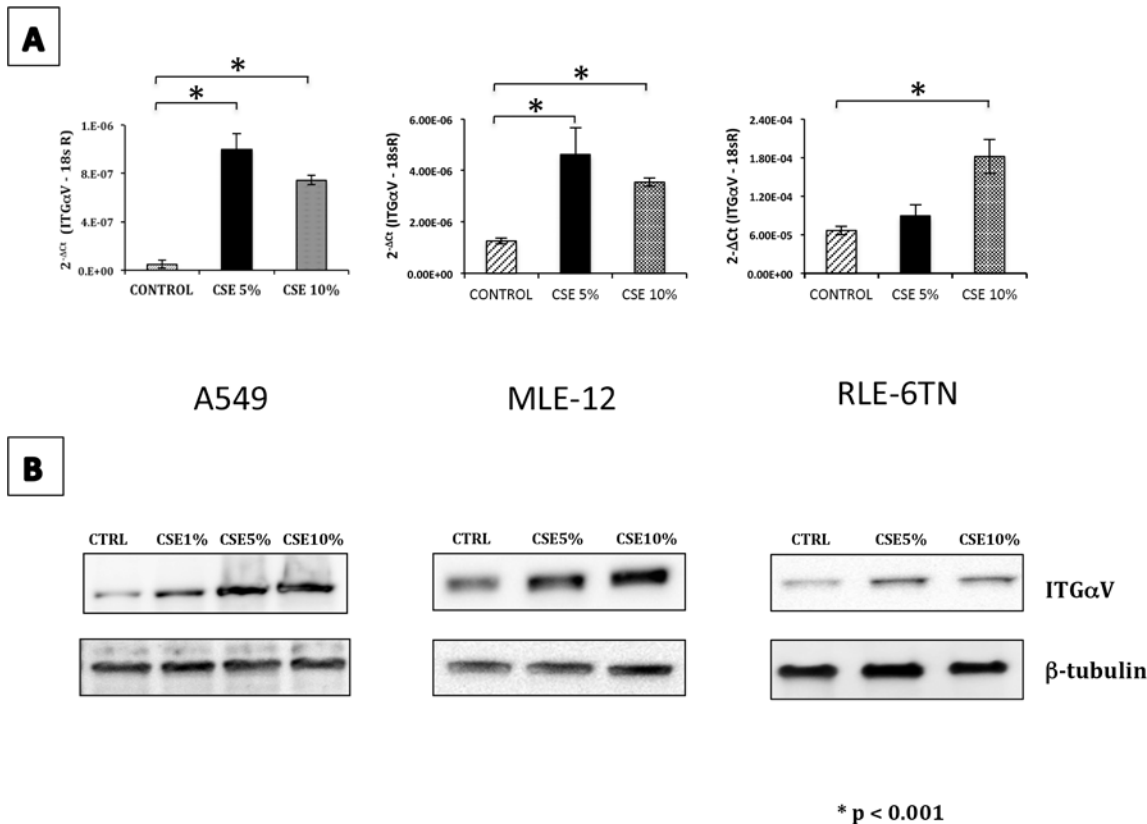 A
*
*
2-ΔCt (ITGαV - 18s R)
1.E-06
8.E-07
4.E-07
0.E+00
CONTROL CSE 5% CSE 10%
*
*
2-ΔCt (ITGαV - 18sR)
6.00E-06
4.00E-06
2.00E-06
0.00E+00
CONTROL CSE 5% CSE 10%
*
2-ΔCt (ITGαV - 18sR)
2.40E-04
1.80E-04
1.20E-04
6.00E-05
0.00E+00
CONTROL CSE 5% CSE 10%
A549 MLE-12 RLE-6TN
B
CTRL CSE1% CSE5% CSE10%
CTRL CSE5% CSE10%
CTRL CSE5% CSE10%
ITGαV
β-tubulin
* p < 0.001